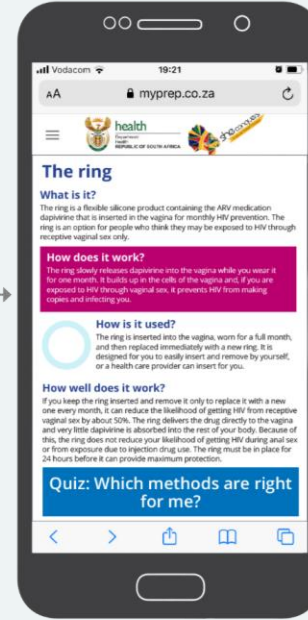 Vodacom 19:21
AA myprep.co.za
health
Department:
Health
REPUBLIC OF SOUTH AFRICA
she conquers
The ring
What is it?
The ring is a flexible silicone product containing the ARV medication
dapivirine that is inserted in the vagina for monthly HIV prevention. The
ring is an option for people who think they may be exposed to HIV through
receptive vaginal sex only.
How does it work?
The ring slowly releases dapivirine into the vagina while you wear it
for one month. It builds up in the cells of the vagina and, if you are
exposed to HIV through vaginal sex, it prevents HIV from making
copies and infecting you.
How is it used?
The ring is inserted into the vagina, worn for a full month,
and then replaced immediately with a new ring. It is
designed for you to easily insert and remove by yourself,
or a health care provider can insert for you.
How well does it work?
If you keep the ring inserted and remove it only to replace it with a new
one every month, it can reduce the likelihood of getting HIV from receptive
vaginal sex by about 50%. The ring delivers the drug directly to the vagina
and very little dapivirine is absorbed into the rest of your body. Because of
this, the ring does not reduce your likelihood of getting HIV during anal sex
or from exposure due to injection drug use. The ring must be in place for
24 hours before it can provide maximum protection.
Quiz: Which methods are right
for me?